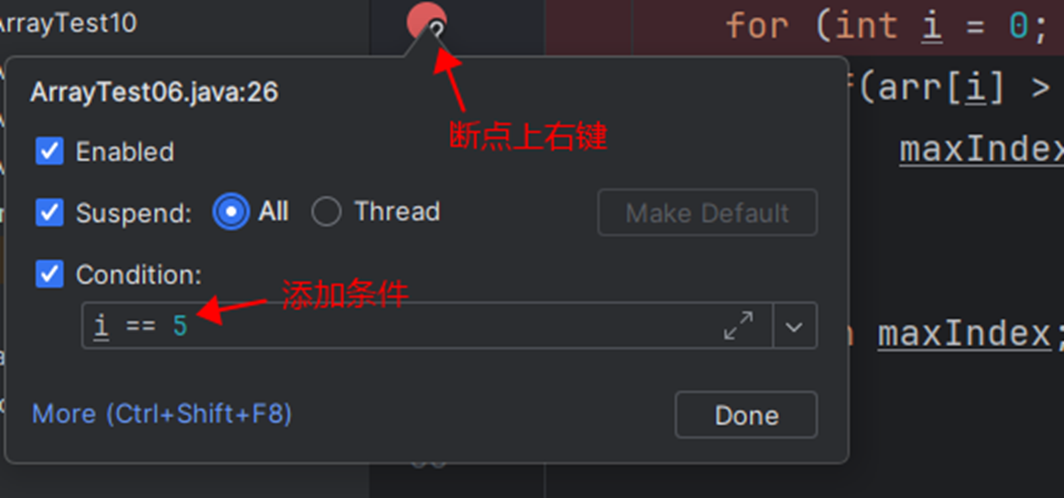 ArrayTest10
for (int i = 0;
ArrayTest06.java:26
(arr[i] >
断点上右键
Enabled
maxIndex
Suspend: All Thread Make Default
Condition:
添加条件
i == 5
maxIndex;
More (Ctrl+Shift+F8) Done